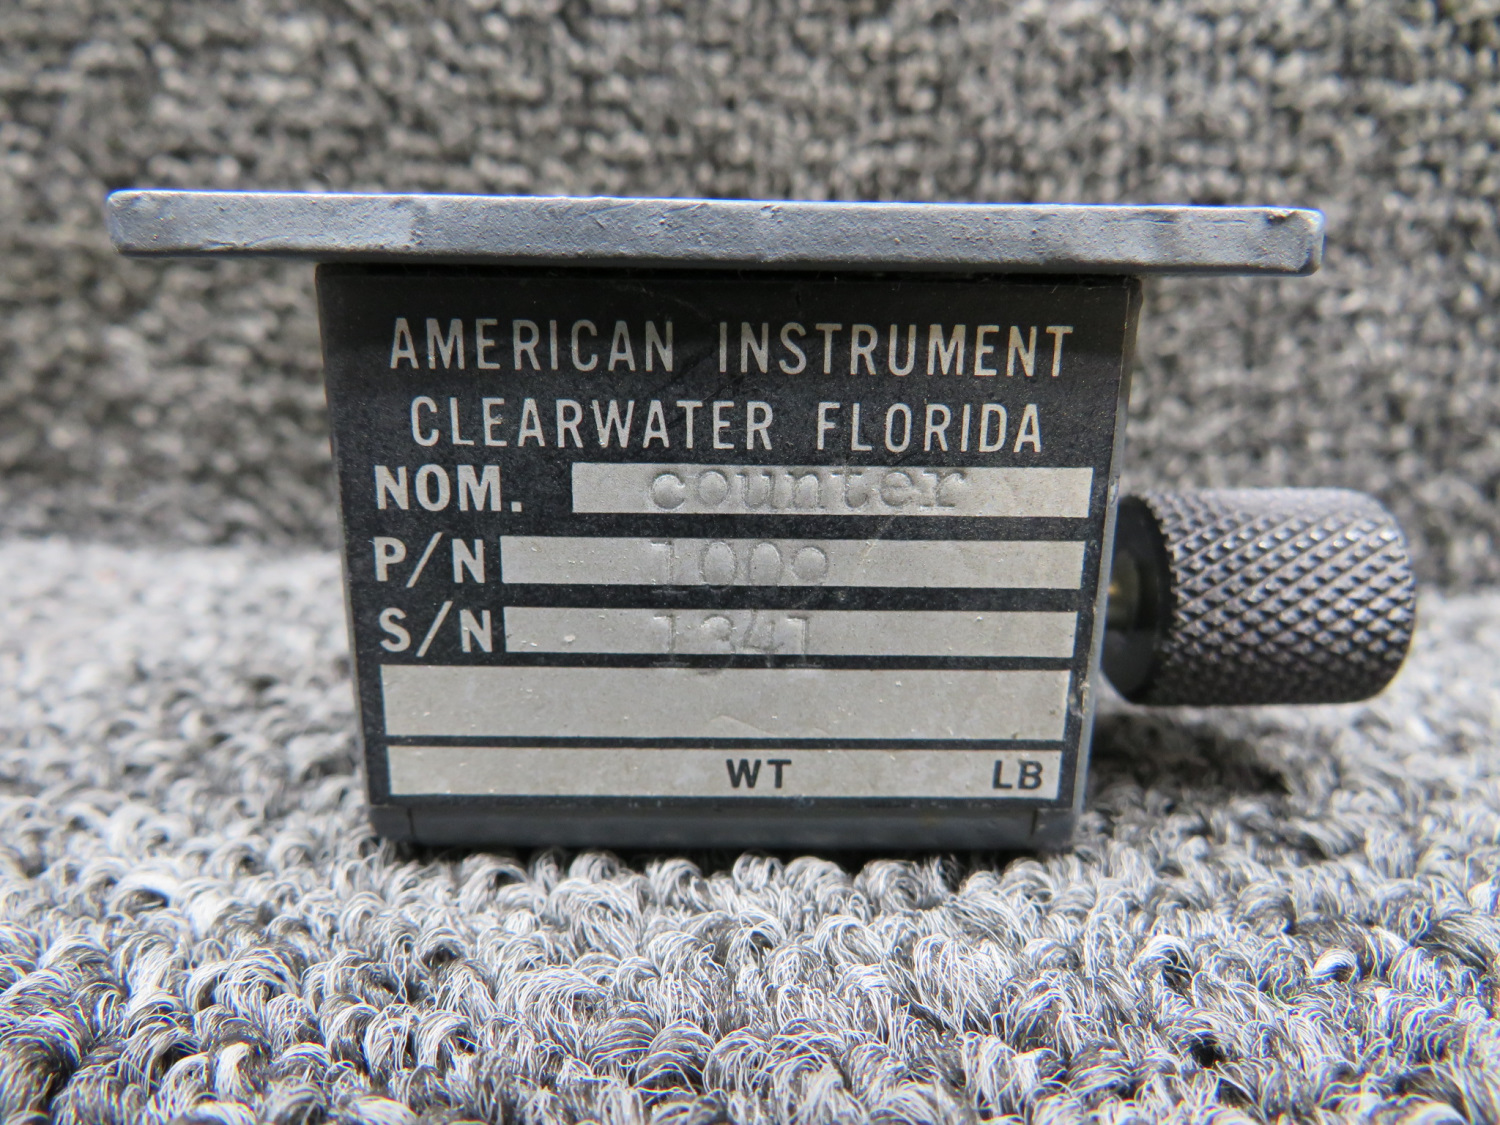 AMERICAN INSTRUMENT
CLEARWATER FLORIDA
NOM. counter
P/N 1009
S/N 1341
WT LB